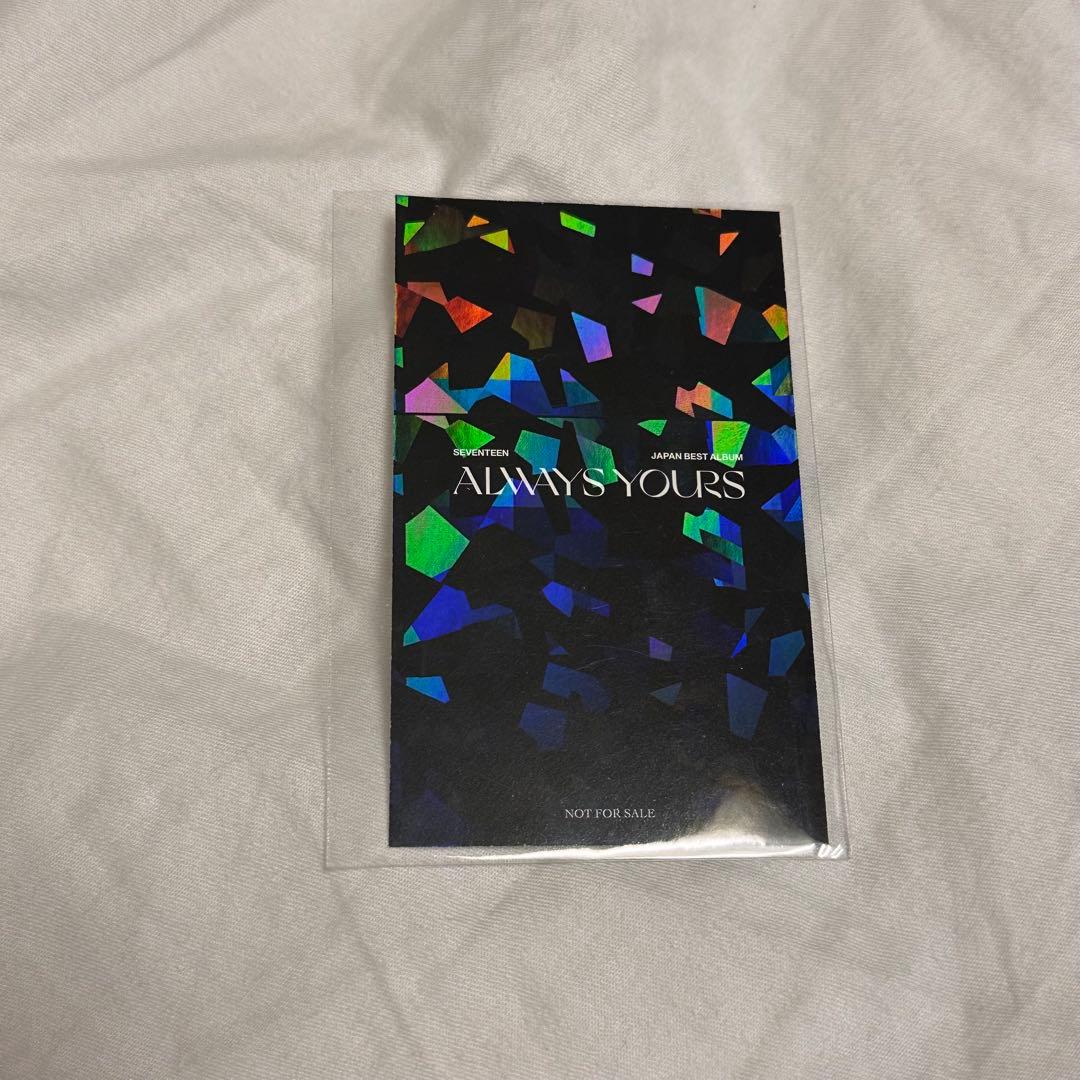 SEVENTEEN JAPAN BEST ALBUM
ALWAYS YOURS
NOT FOR SALE